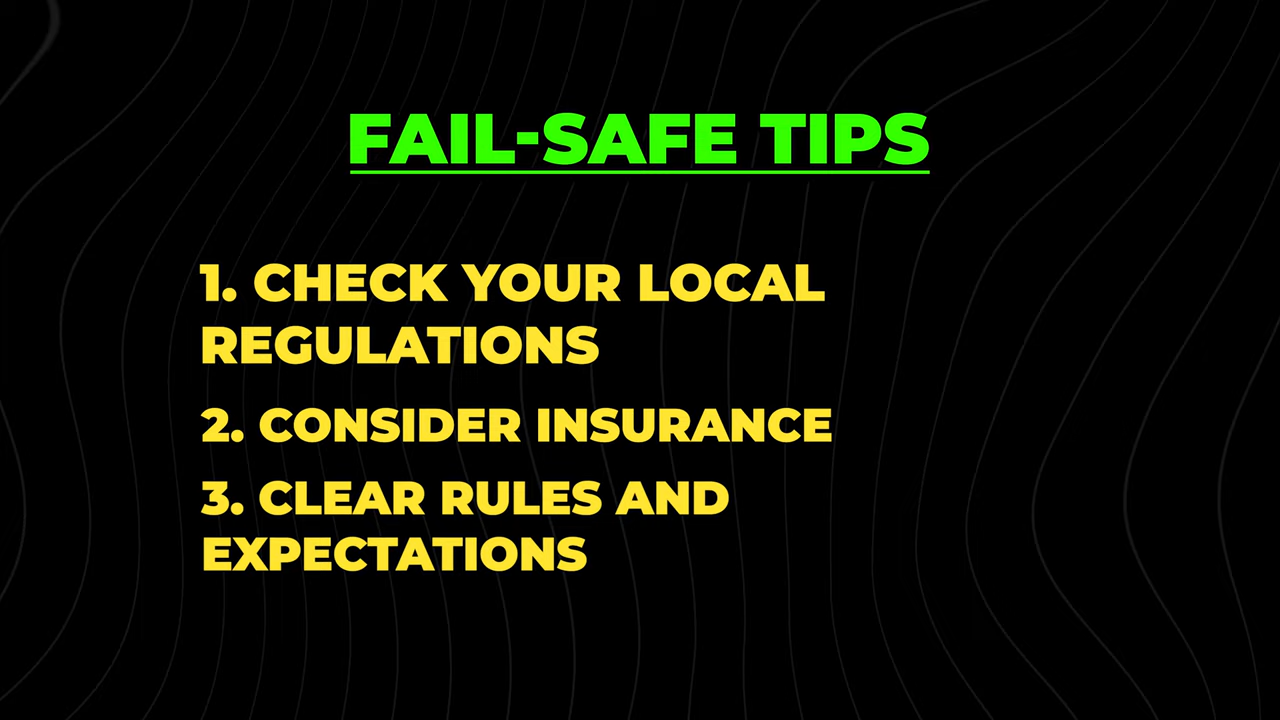 FAIL-SAFE TIPS
1. CHECK YOUR LOCAL
REGULATIONS
2. CONSIDER INSURANCE
3. CLEAR RULES AND
EXPECTATIONS